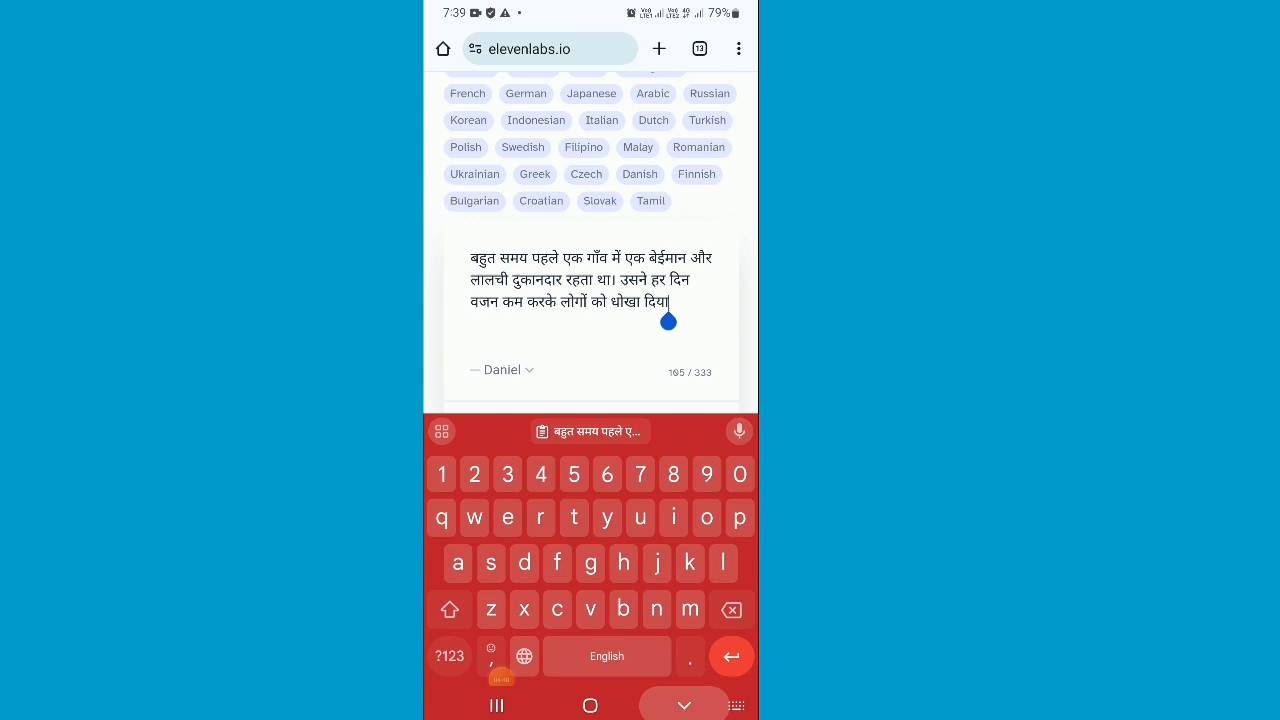 7:39
79%
elevenlabs.io
13
French German Japanese Arabic Russian
Korean Indonesian Italian Dutch Turkish
Polish Swedish Filipino Malay Romanian
Ukrainian Greek Czech Danish Finnish
Bulgarian Croatian Slovak Tamil
बहुत समय पहले एक गाँव में एक बेईमान और
लालची दुकानदार रहता था। उसने हर दिन
वजन कम करके लोगों को धोखा दिया
— Daniel
105 / 333
बहुत समय पहले ए...
1 2 3 4 5 6 7 8 9 0
q w e r t y u i o p
a s d f g h j k l
z x c v b n m
?123 , English .